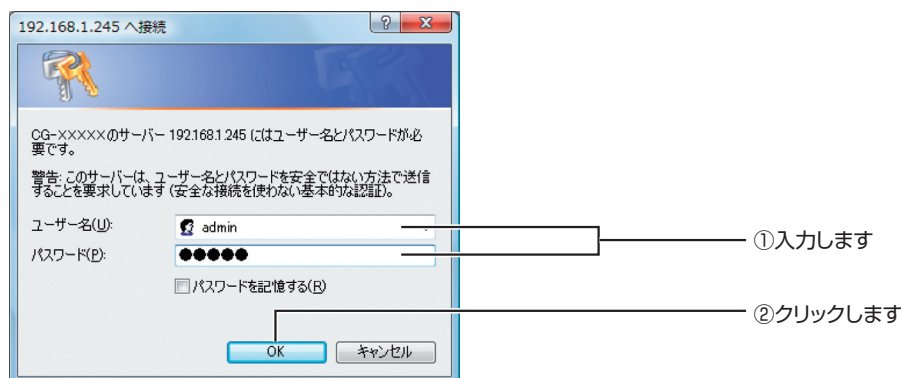 192.168.1.245 へ接続
CG-×××××のサーバー 192.168.1.245 にはユーザー名とパスワードが必
要です。
警告: このサーバーは、ユーザー名とパスワードを安全ではない方法で送信
することを要求しています (安全な接続を使わない基本的な認証)。
ユーザー名(U):
admin
パスワード(P):
●●●●●
パスワードを記憶する(R)
OK
キャンセル
①入力します
②クリックします